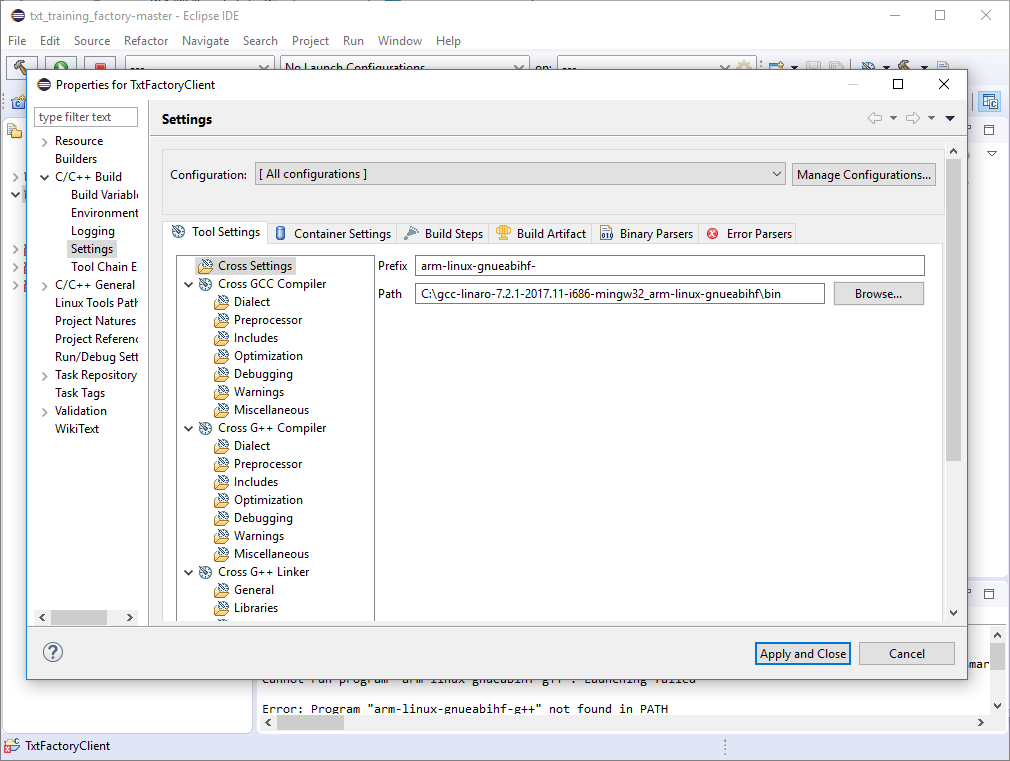 txt_training_factory-master - Eclipse IDE
File Edit Source Refactor Navigate Search Project Run Window Help
No Launch Configurations on: ---
Properties for TxtFactoryClient
type filter text
Settings
Resource
Builders
C/C++ Build
Build Variable
Environment
Logging
Settings
Tool Chain E
C/C++ General
Linux Tools Path
Project Natures
Project Referenc
Run/Debug Sett
Task Repository
Task Tags
Validation
WikiText
Configuration: [ All configurations ] Manage Configurations...
Tool Settings Container Settings Build Steps Build Artifact Binary Parsers Error Parsers
Cross Settings
Cross GCC Compiler
Dialect
Preprocessor
Includes
Optimization
Debugging
Warnings
Miscellaneous
Cross G++ Compiler
Dialect
Preprocessor
Includes
Optimization
Debugging
Warnings
Miscellaneous
Cross G++ Linker
General
Libraries
Prefix arm-linux-gnueabihf-
Path C:\gcc-linaro-7.2.1-2017.11-i686-mingw32_arm-linux-gnueabihf\bin Browse...
Apply and Close Cancel
mar
Cannot run program "arm-linux-gnueabihf-g++": Launching failed
Error: Program "arm-linux-gnueabihf-g++" not found in PATH
TxtFactoryClient